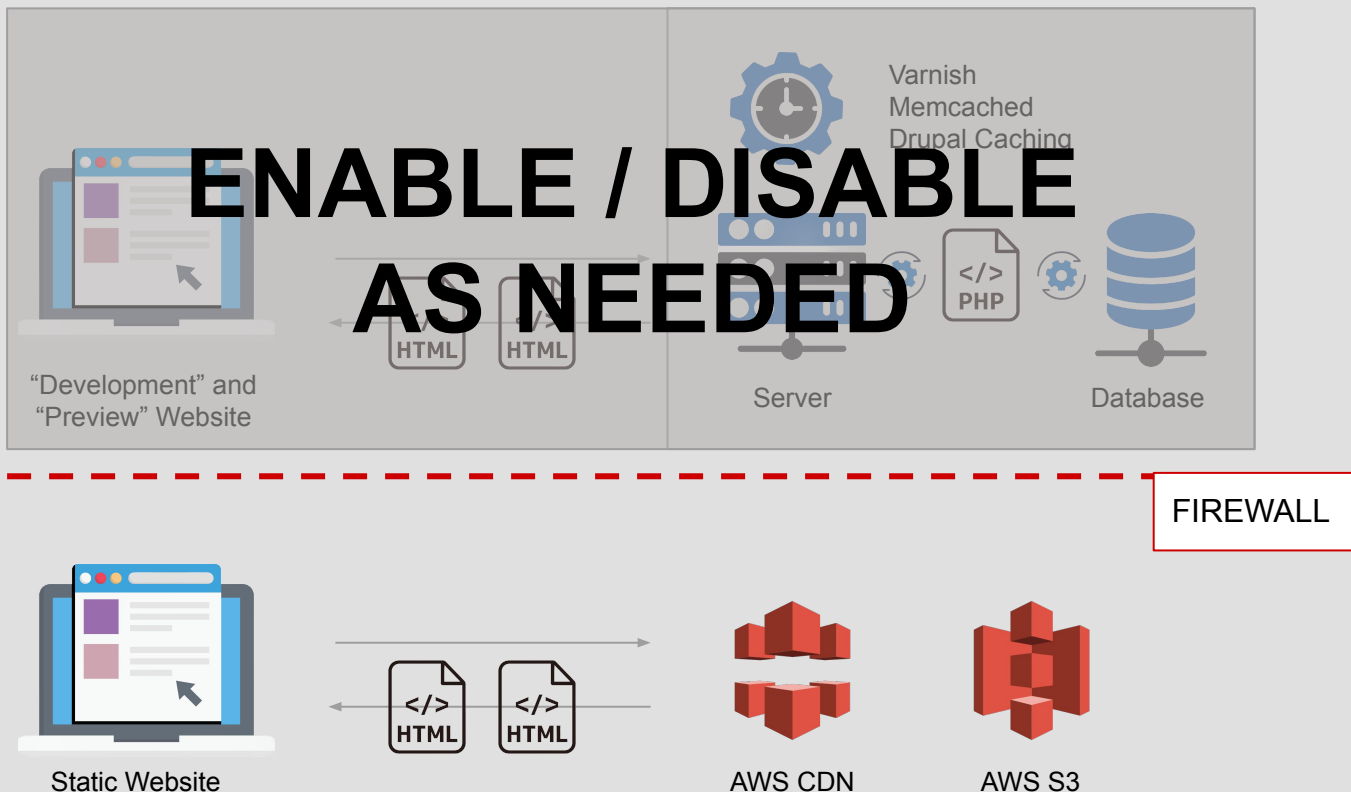 Varnish
Memcached
Drupal Caching
ENABLE / DISABLE
AS NEEDED
</>
HTML
</>
HTML
</>
PHP
“Development” and
“Preview” Website
Server
Database
FIREWALL
</>
HTML
</>
HTML
Static Website
AWS CDN
AWS S3